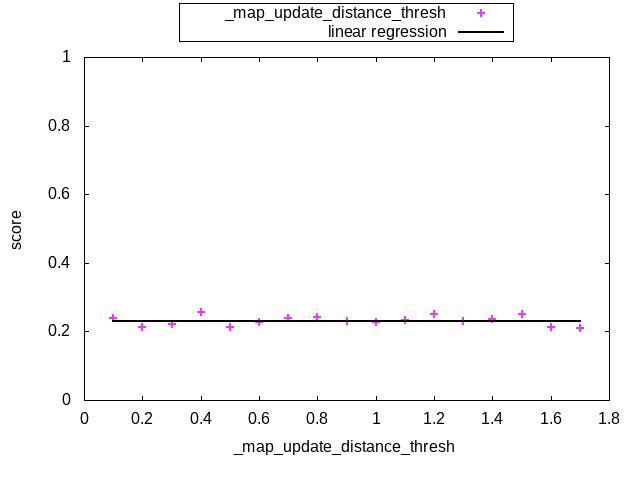 _map_update_distance_thresh
linear regression
1
0.8
0.6
0.4
0.2
0
score
0 0.2 0.4 0.6 0.8 1 1.2 1.4 1.6 1.8
_map_update_distance_thresh